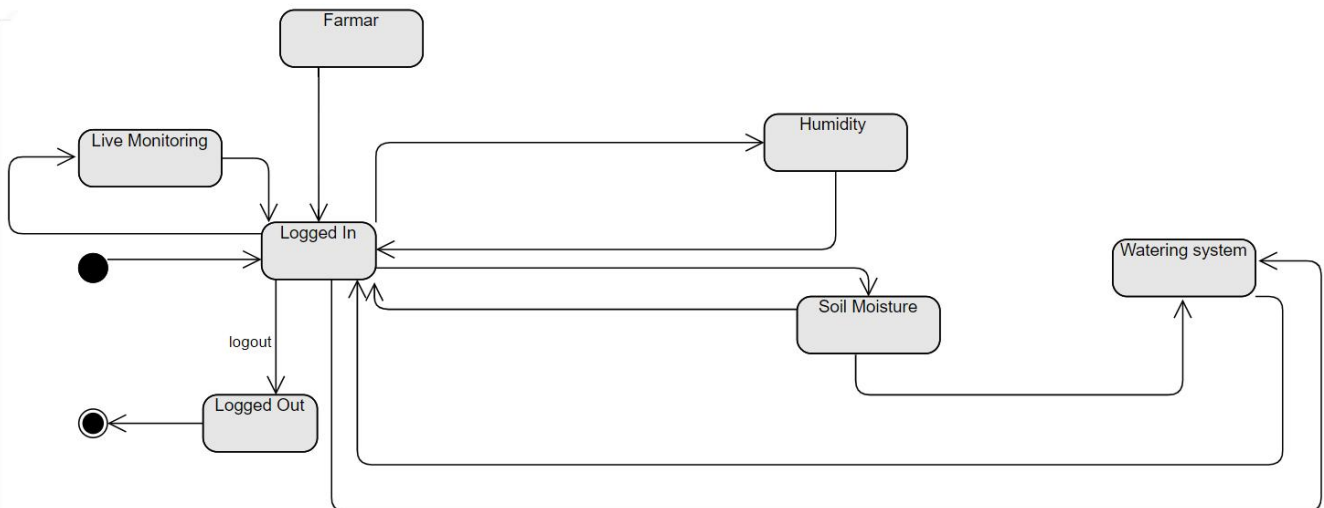 Farmar
Live Monitoring
Humidity
Logged In
Watering system
Soil Moisture
logout
Logged Out